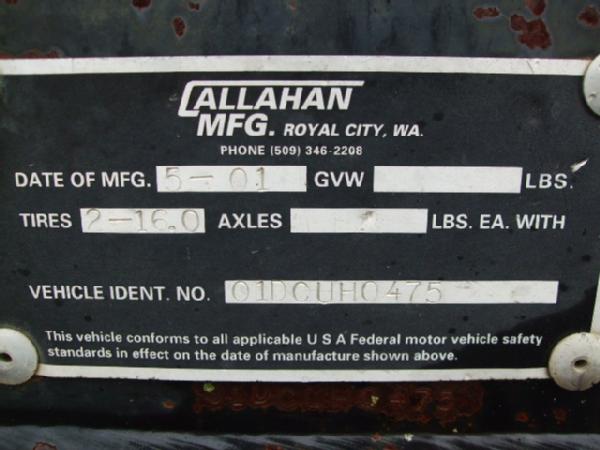 CALLAHAN
MFG. ROYAL CITY, WA.
PHONE (509) 346-2208
DATE OF MFG. 5-01 GVW LBS.
TIRES 2-16.0 AXLES LBS. EA. WITH
VEHICLE IDENT. NO. 01DCUH0475
This vehicle conforms to all applicable U S A Federal motor vehicle safety
standards in effect on the date of manufacture shown above.